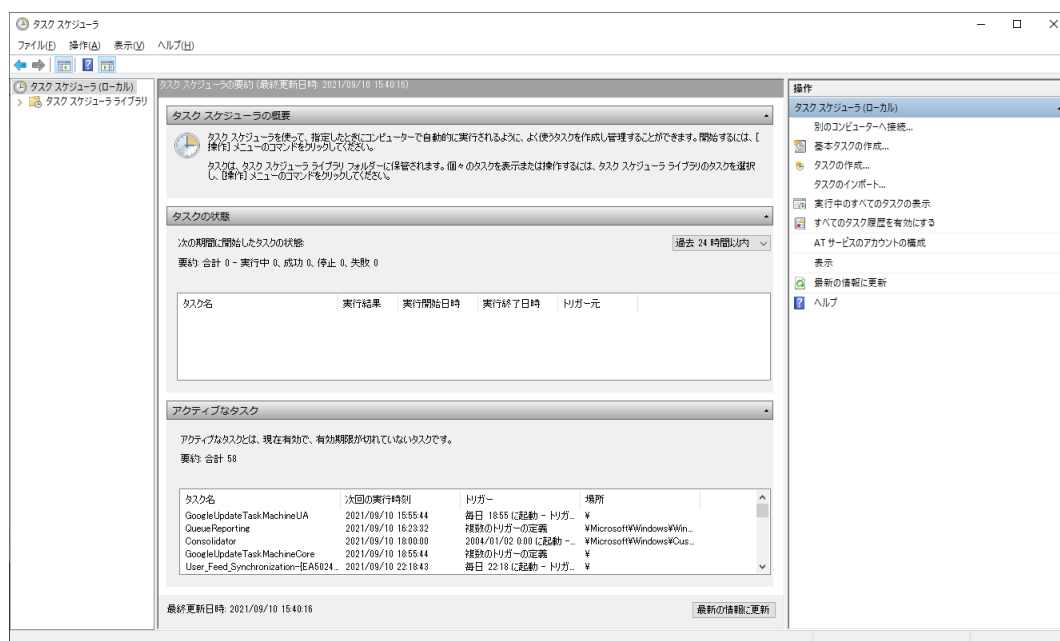 タスク スケジューラ
ファイル(F) 操作(A) 表示(V) ヘルプ(H)
タスク スケジューラ (ローカル)
タスク スケジューラ ライブラリ
タスク スケジューラの要約 (最終更新日時: 2021/09/10 15:40:16)
タスク スケジューラの概要
タスク スケジューラを使って、指定したときにコンピューターで自動的に実行されるように、よく使うタスクを作成し管理することができます。開始するには、[
操作] メニューのコマンドをクリックしてください。
タスクは、タスク スケジューラ ライブラリ フォルダーに保管されます。個々のタスクを表示または操作するには、タスク スケジューラ ライブラリのタスクを選択
し、[操作] メニューのコマンドをクリックしてください。
タスクの状態
次の期間に開始したタスクの状態:
過去 24 時間以内
要約: 合計 0 - 実行中 0、成功 0、停止 0、失敗 0
タスク名 実行結果 実行開始日時 実行終了日時 トリガー元
アクティブなタスク
アクティブなタスクとは、現在有効で、有効期限が切れていないタスクです。
要約: 合計 58
タスク名 次回の実行時刻 トリガー 場所
GoogleUpdateTaskMachineUA 2021/09/10 15:55:44 毎日 18:55 に起動 - トリガ... ¥
QueueReporting 2021/09/10 16:23:32 複数のトリガーの定義 ¥Microsoft¥Windows¥Win...
Consolidator 2021/09/10 18:00:00 2004/01/02 0:00 に起動 -... ¥Microsoft¥Windows¥Cus...
GoogleUpdateTaskMachineCore 2021/09/10 18:55:44 複数のトリガーの定義 ¥
User_Feed_Synchronization-{EA5024... 2021/09/10 22:18:43 毎日 22:18 に起動 - トリガ... ¥
最終更新日時: 2021/09/10 15:40:16
最新の情報に更新
操作
タスク スケジューラ (ローカル)
別のコンピューターへ接続...
基本タスクの作成...
タスクの作成...
タスクのインポート...
実行中のすべてのタスクの表示
すべてのタスク履歴を有効にする
AT サービスのアカウントの構成
表示
最新の情報に更新
ヘルプ